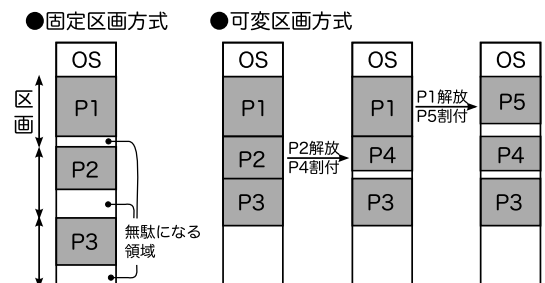 ●固定区画方式
OS
区画
P1
P2
P3
無駄になる
領域
●可変区画方式
OS
P1
P2
P3
P2解放
P4割付
OS
P1
P4
P3
P1解放
P5割付
OS
P5
P4
P3